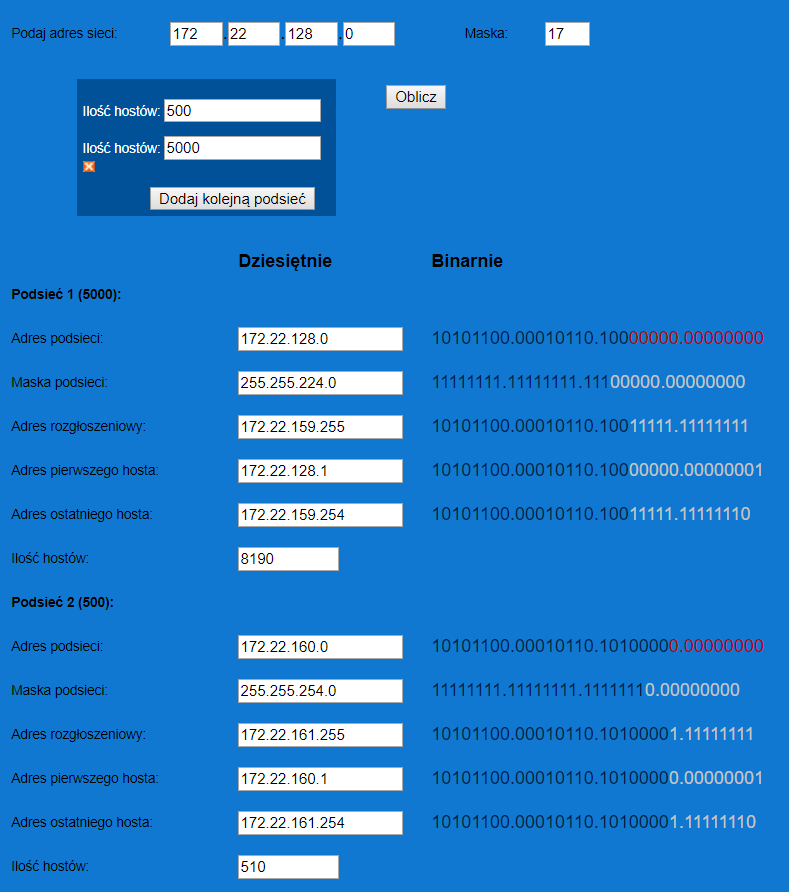 Podaj adres sieci: 172 . 22 . 128 . 0 Maska: 17
Oblicz
Ilość hostów: 500
Ilość hostów: 5000
Dodaj kolejną podsieć
Dziesiętnie Binarnie
Podsieć 1 (5000):
Adres podsieci: 172.22.128.0 10101100.00010110.10000000.00000000
Maska podsieci: 255.255.224.0 11111111.11111111.11100000.00000000
Adres rozgłoszeniowy: 172.22.159.255 10101100.00010110.10011111.11111111
Adres pierwszego hosta: 172.22.128.1 10101100.00010110.10000000.00000001
Adres ostatniego hosta: 172.22.159.254 10101100.00010110.10011111.11111110
Ilość hostów: 8190
Podsieć 2 (500):
Adres podsieci: 172.22.160.0 10101100.00010110.10100000.00000000
Maska podsieci: 255.255.254.0 11111111.11111111.11111110.00000000
Adres rozgłoszeniowy: 172.22.161.255 10101100.00010110.10100001.11111111
Adres pierwszego hosta: 172.22.160.1 10101100.00010110.10100000.00000001
Adres ostatniego hosta: 172.22.161.254 10101100.00010110.10100001.11111110
Ilość hostów: 510